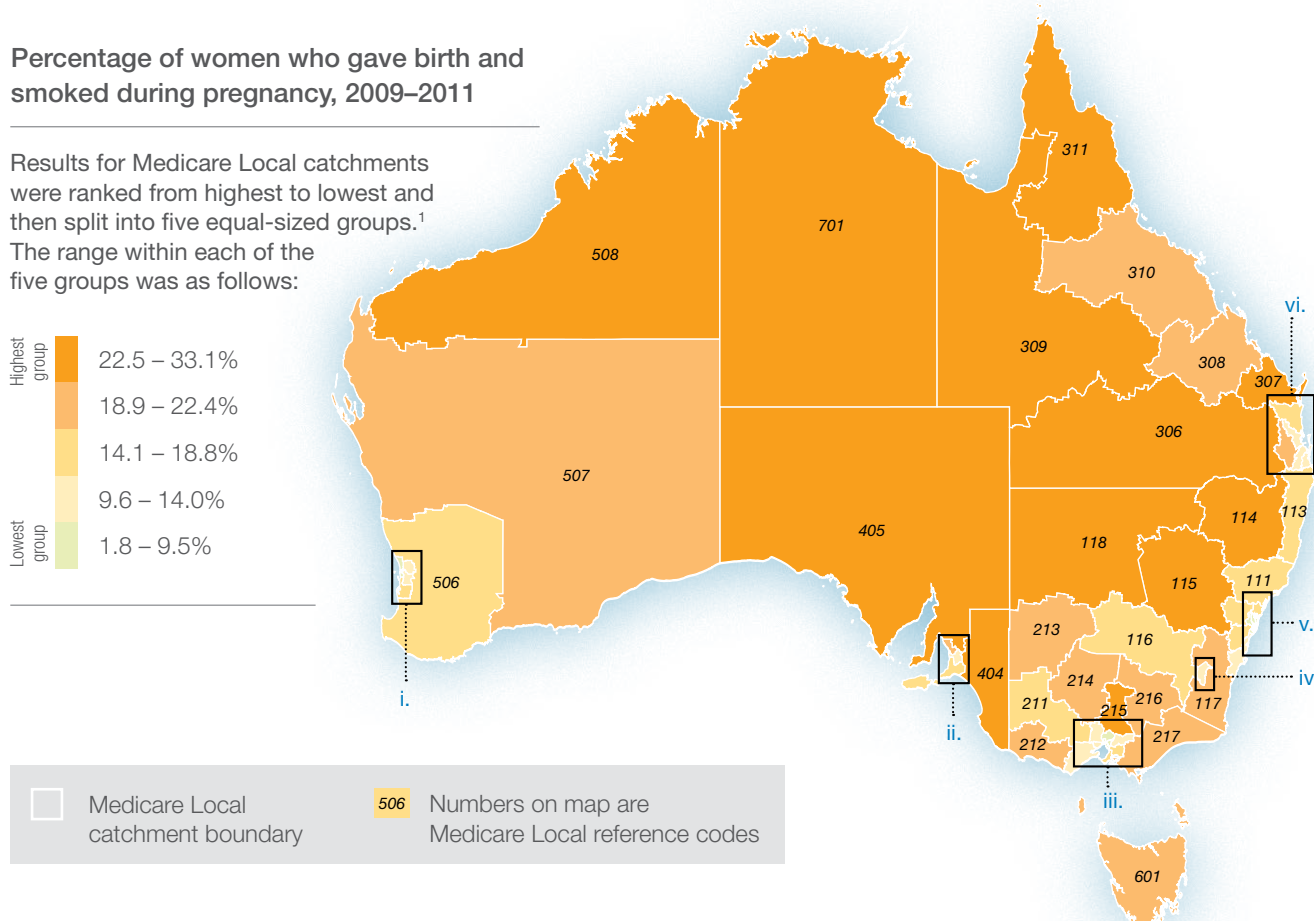 Percentage of women who gave birth and
smoked during pregnancy, 2009–2011
Results for Medicare Local catchments
were ranked from highest to lowest and
then split into five equal-sized groups.¹
The range within each of the
five groups was as follows:
Highest
group
22.5 – 33.1%
18.9 – 22.4%
14.1 – 18.8%
9.6 – 14.0%
Lowest
group
1.8 – 9.5%
311
701
508
310
vi.
309
308
307
306
507
405
118
114
113
506
115
111
213
116
v.
404
214
iv
211
215
216
117
i.
ii.
212
217
iii.
601
Medicare Local
catchment boundary
506
Numbers on map are
Medicare Local reference codes